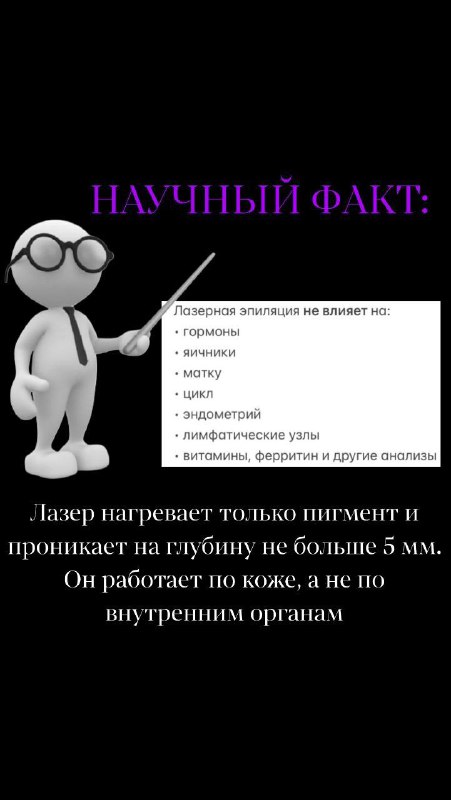 НАУЧНЫЙ ФАКТ:
Лазерная эпиляция не влияет на:
• гормоны
• яичники
• матку
• цикл
• эндометрий
• лимфатические узлы
• витамины, ферритин и другие анализы
Лазер нагревает только пигмент и
проникает на глубину не больше 5 мм.
Он работает по коже, а не по
внутренним органам